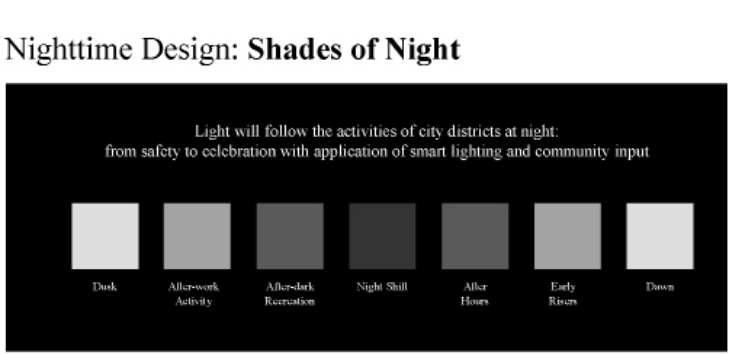 Nighttime Design: Shades of Night
Light will follow the activities of city districts at night:
from safety to celebration with application of smart lighting and community input
Dusk
After-work
Activity
After-dark
Recreation
Night Shift
After
Hours
Early
Risers
Dawn